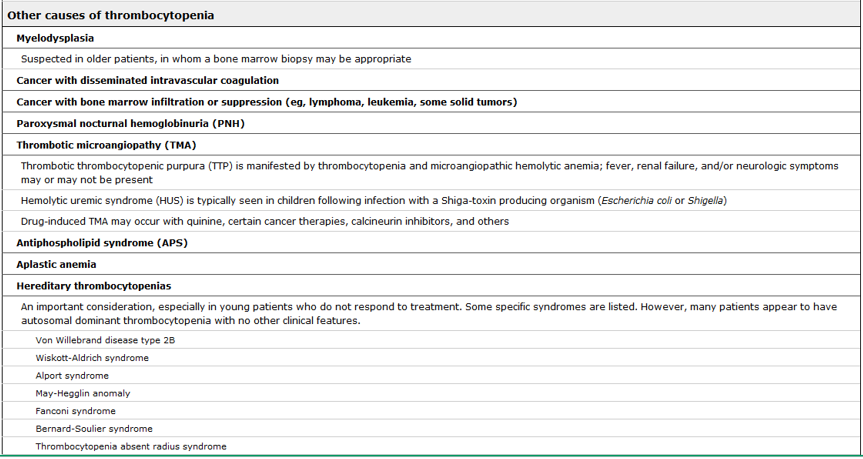 Other causes of thrombocytopenia
Myelodysplasia
Suspected in older patients, in whom a bone marrow biopsy may be appropriate
Cancer with disseminated intravascular coagulation
Cancer with bone marrow infiltration or suppression (eg, lymphoma, leukemia, some solid tumors)
Paroxysmal nocturnal hemoglobinuria (PNH)
Thrombotic microangiopathy (TMA)
Thrombotic thrombocytopenic purpura (TTP) is manifested by thrombocytopenia and microangiopathic hemolytic anemia; fever, renal failure, and/or neurologic symptoms
may or may not be present
Hemolytic uremic syndrome (HUS) is typically seen in children following infection with a Shiga-toxin producing organism (Escherichia coli or Shigella)
Drug-induced TMA may occur with quinine, certain cancer therapies, calcineurin inhibitors, and others
Antiphospholipid syndrome (APS)
Aplastic anemia
Hereditary thrombocytopenias
An important consideration, especially in young patients who do not respond to treatment. Some specific syndromes are listed. However, many patients appear to have
autosomal dominant thrombocytopenia with no other clinical features.
Von Willebrand disease type 2B
Wiskott-Aldrich syndrome
Alport syndrome
May-Hegglin anomaly
Fanconi syndrome
Bernard-Soulier syndrome
Thrombocytopenia absent radius syndrome